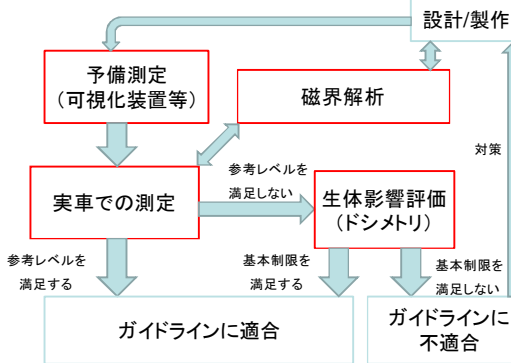 設計/製作
予備測定
（可視化装置等）
磁界解析
対策
参考レベルを
満足しない
実車での測定
生体影響評価
（ドシメトリ）
参考レベルを
満足する
基本制限を
満足する
基本制限を
満足しない
ガイドラインに適合
ガイドラインに
不適合